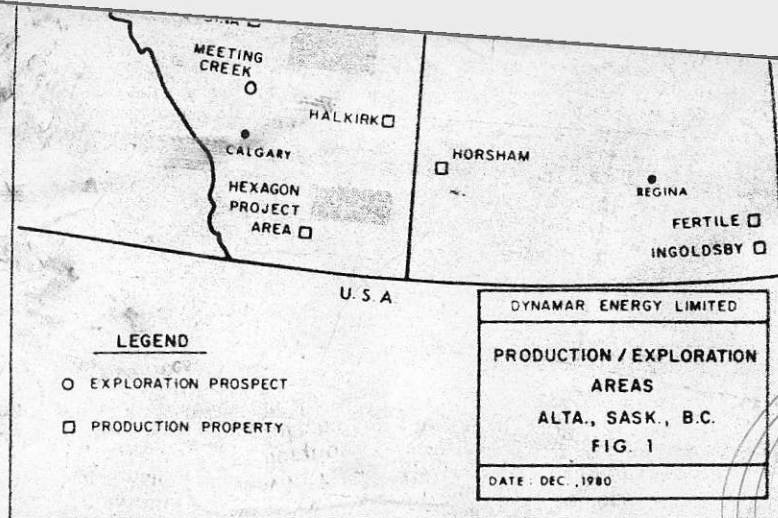 MEETING
CREEK
HALKIRK
CALGARY
HORSHAM
REGINA
HEXAGON
PROJECT
AREA
FERTILE
INGOLDSBY
U.S.A.
LEGEND
EXPLORATION PROSPECT
PRODUCTION PROPERTY
DYNAMAR ENERGY LIMITED
PRODUCTION / EXPLORATION
AREAS
ALTA., SASK., B.C.
FIG. 1
DATE: DEC., 1980